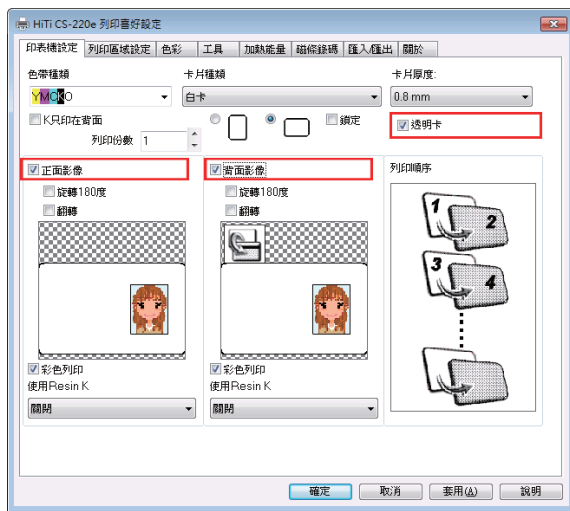 HiTi CS-220e 列印喜好設定
印表機設定 列印區域設定 色彩 工具 加熱能量 磁條錄碼 匯入/匯出 關於
色帶種類 卡片種類 卡片厚度:
YMCKO 白卡 0.8 mm
K只印在背面 鎖定 透明卡
列印份數 1
正面影像 背面影像 列印順序
旋轉180度 旋轉180度
翻轉 翻轉
1 2
3 4
彩色列印 彩色列印
使用Resin K 使用Resin K
關閉 關閉
確定 取消 套用(A) 說明